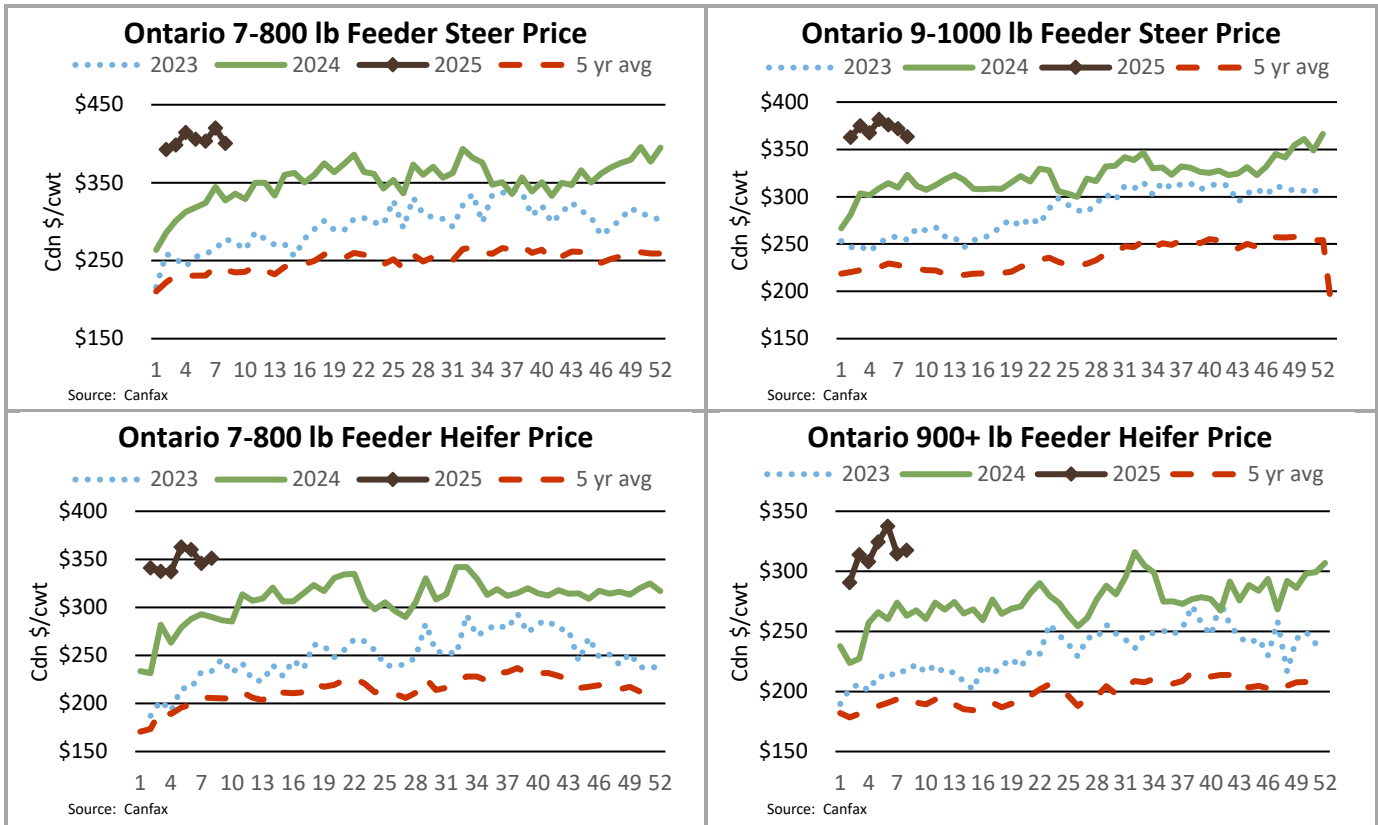 Ontario 7-800 lb Feeder Steer Price
2023 2024 2025 5 yr avg
Cdn $/cwt
$450
$350
$250
$150
1 4 7 10 13 16 19 22 25 28 31 34 37 40 43 46 49 52
Source: Canfax
Ontario 9-1000 lb Feeder Steer Price
2023 2024 2025 5 yr avg
Cdn $/cwt
$400
$350
$300
$250
$200
$150
1 4 7 10 13 16 19 22 25 28 31 34 37 40 43 46 49 52
Source: Canfax
Ontario 7-800 lb Feeder Heifer Price
2023 2024 2025 5 yr avg
Cdn $/cwt
$400
$350
$300
$250
$200
$150
1 4 7 10 13 16 19 22 25 28 31 34 37 40 43 46 49 52
Source: Canfax
Ontario 900+ lb Feeder Heifer Price
2023 2024 2025 5 yr avg
Cdn $/cwt
$350
$300
$250
$200
$150
1 4 7 10 13 16 19 22 25 28 31 34 37 40 43 46 49 52
Source: Canfax